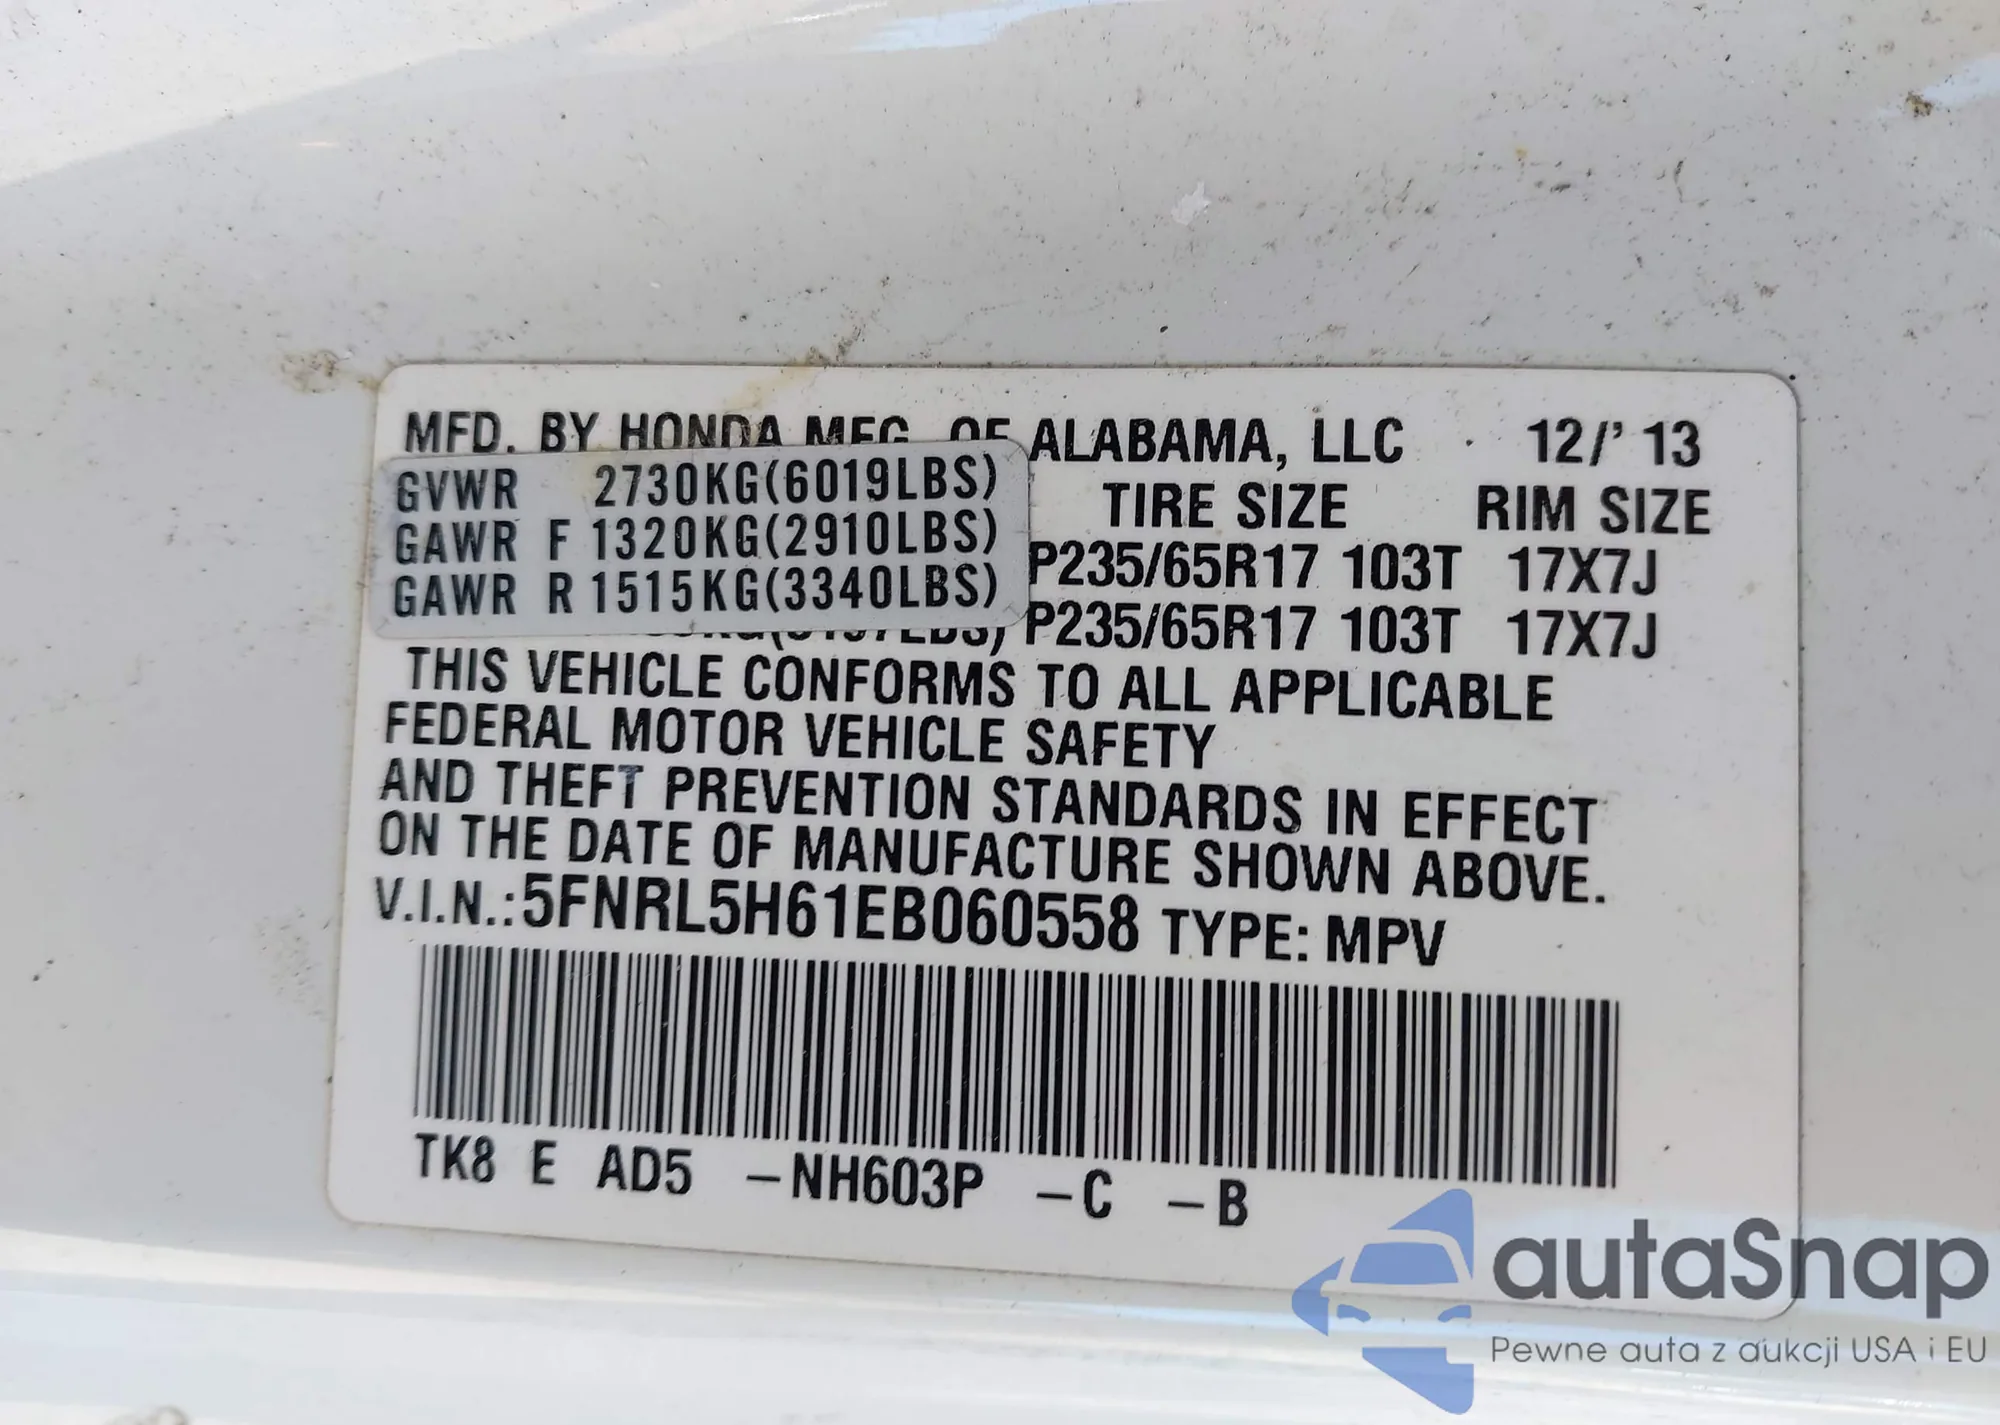 MFD. BY HONDA MFG. OF ALABAMA, LLC 12/'13
TIRE SIZE RIM SIZE
GVWR 2730KG(6019LBS)
GAWR F 1320KG(2910LBS) P235/65R17 103T 17X7J
GAWR R 1515KG(3340LBS) P235/65R17 103T 17X7J
THIS VEHICLE CONFORMS TO ALL APPLICABLE
FEDERAL MOTOR VEHICLE SAFETY
AND THEFT PREVENTION STANDARDS IN EFFECT
ON THE DATE OF MANUFACTURE SHOWN ABOVE.
V.I.N.:5FNRL5H61EB060558 TYPE: MPV
TK8 E AD5 -NH603P -C -B
autaSnap
Pewne auta z aukcji USA i EU